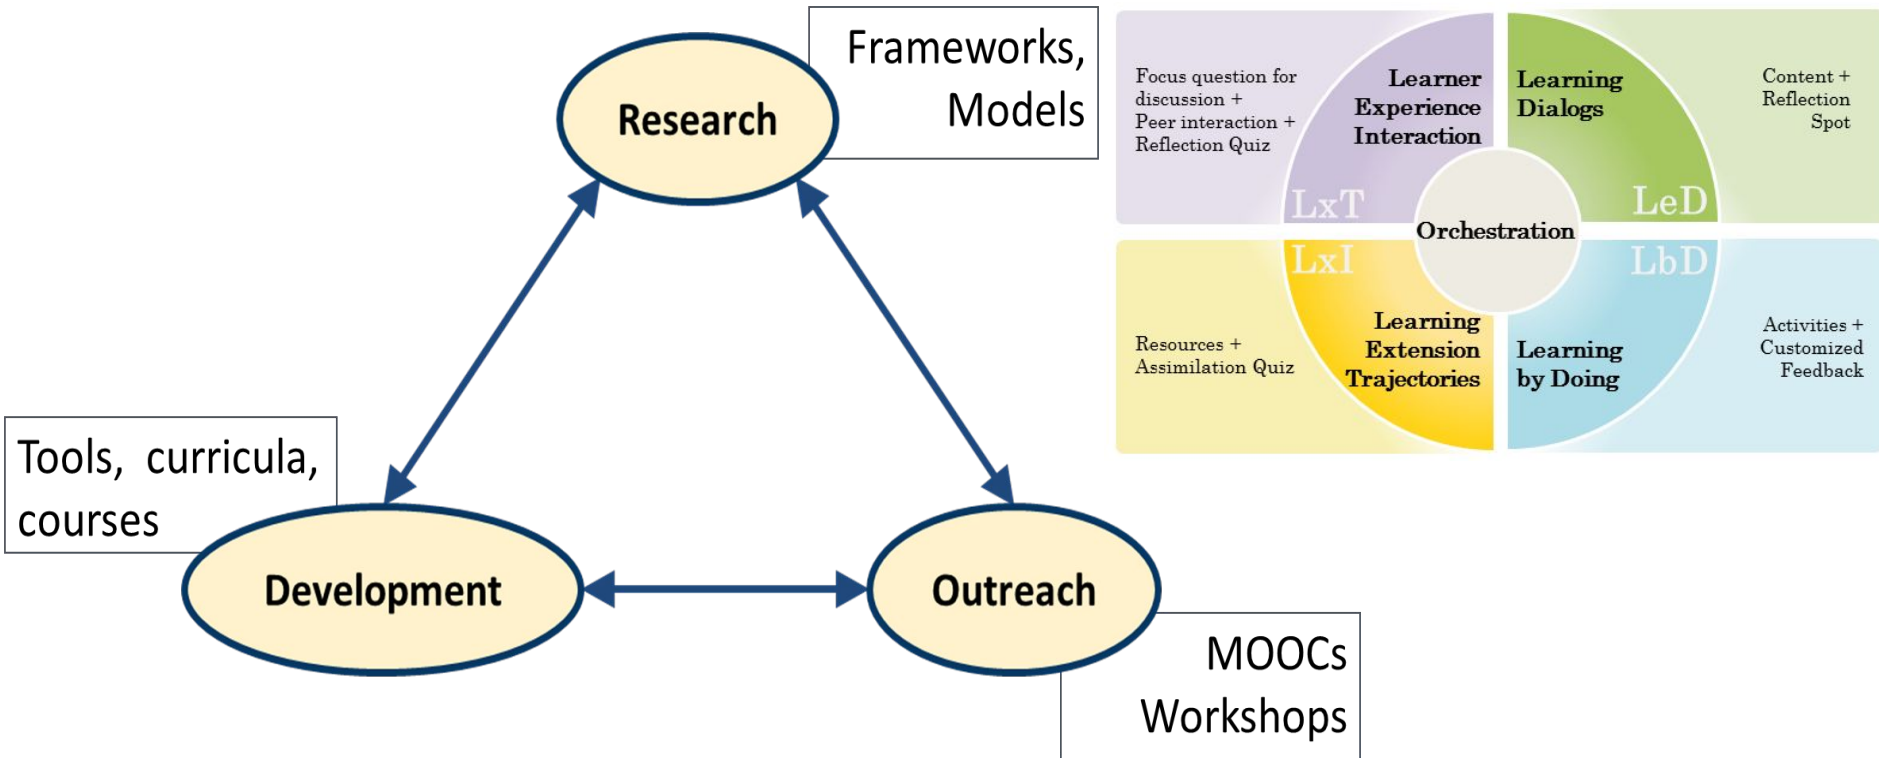 Research
Frameworks,
Models
Tools, curricula,
courses
Development
Outreach
MOOCs
Workshops
Focus question for
discussion +
Peer interaction +
Reflection Quiz
Learner
Experience
Interaction
LxT
Learning
Dialogs
LeD
Content +
Reflection
Spot
Orchestration
Resources +
Assimilation Quiz
LxI
Learning
Extension
Trajectories
LbD
Learning
by Doing
Activities +
Customized
Feedback